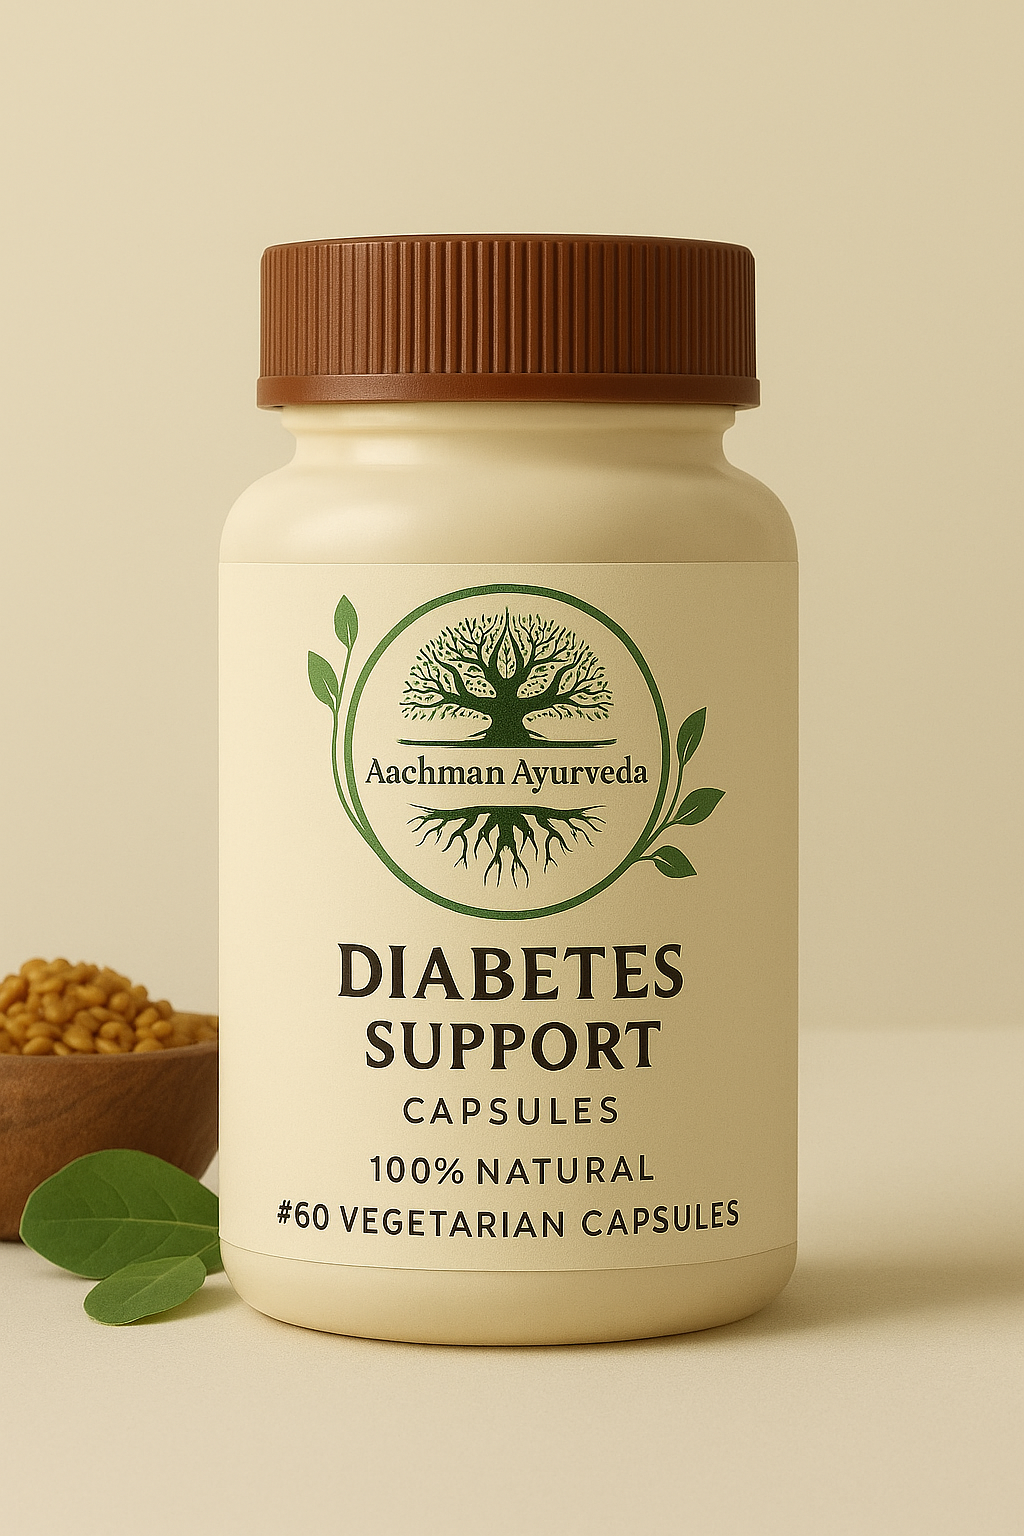 Aachman Ayurveda
DIABETES
SUPPORT
CAPSULES
100% NATURAL
#60 VEGETARIAN CAPSULES